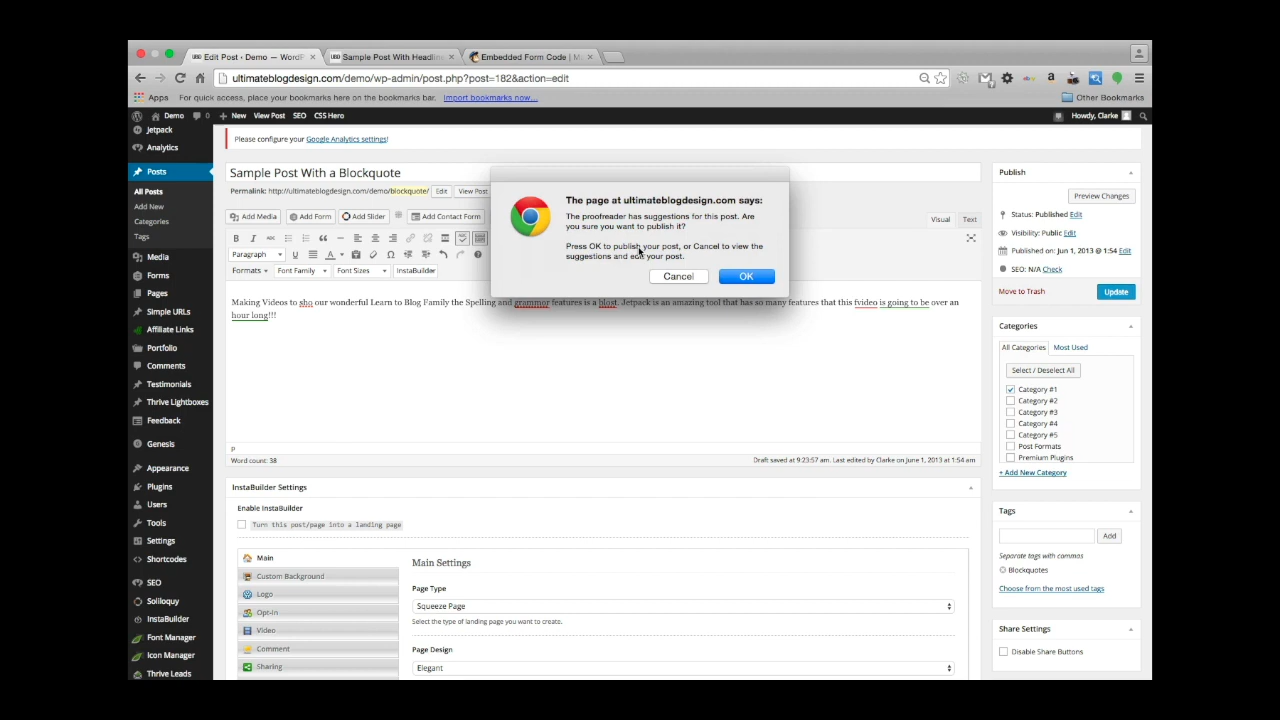 Edit Post ‹ Demo — WordP
Sample Post With Headlin
Embedded Form Code | M
ultimateblogdesign.com/demo/wp-admin/post.php?post=182&action=edit
Apps
For quick access, place your bookmarks here on the bookmarks bar.
Import bookmarks now...
Other Bookmarks
Demo
0
New
View Post
SEO
CSS Hero
Howdy, Clarke
Jetpack
Analytics
Posts
All Posts
Add New
Categories
Tags
Media
Forms
Pages
Simple URLs
Affiliate Links
Portfolio
Comments
Testimonials
Thrive Lightboxes
Feedback
Genesis
Appearance
Plugins
Users
Tools
Settings
Shortcodes
SEO
Soliloquy
InstaBuilder
Font Manager
Icon Manager
Thrive Leads
Please configure your Google Analytics settings!
Sample Post With a Blockquote
Permalink: http://ultimateblogdesign.com/demo/blockquote/
Edit
View Post
Add Media
Add Form
Add Slider
Add Contact Form
Visual
Text
Paragraph
Formats
Font Family
Font Sizes
InstaBuilder
The page at ultimateblogdesign.com says:
The proofreader has suggestions for this post. Are
you sure you want to publish it?
Press OK to publish your post, or Cancel to view the
suggestions and edit your post.
Cancel
OK
Making Videos to sho our wonderful Learn to Blog Family the Spelling and grammor features is a blost. Jetpack is an amazing tool that has so many features that this fvideo is going to be over an
hour long!!!
P
Word count: 38
Draft saved at 9:23:57 am. Last edited by Clarke on June 1, 2013 at 1:54 am
InstaBuilder Settings
Enable InstaBuilder
Turn this post/page into a landing page
Main
Custom Background
Logo
Opt-In
Video
Comment
Sharing
Main Settings
Page Type
Squeeze Page
Select the type of landing page you want to create.
Page Design
Elegant
Publish
Preview Changes
Status: Published Edit
Visibility: Public Edit
Published on: Jun 1, 2013 @ 1:54 Edit
SEO: N/A Check
Move to Trash
Update
Categories
All Categories
Most Used
Select / Deselect All
Category #1
Category #2
Category #3
Category #4
Category #5
Post Formats
Premium Plugins
+ Add New Category
Tags
Add
Separate tags with commas
Blockquotes
Choose from the most used tags
Share Settings
Disable Share Buttons